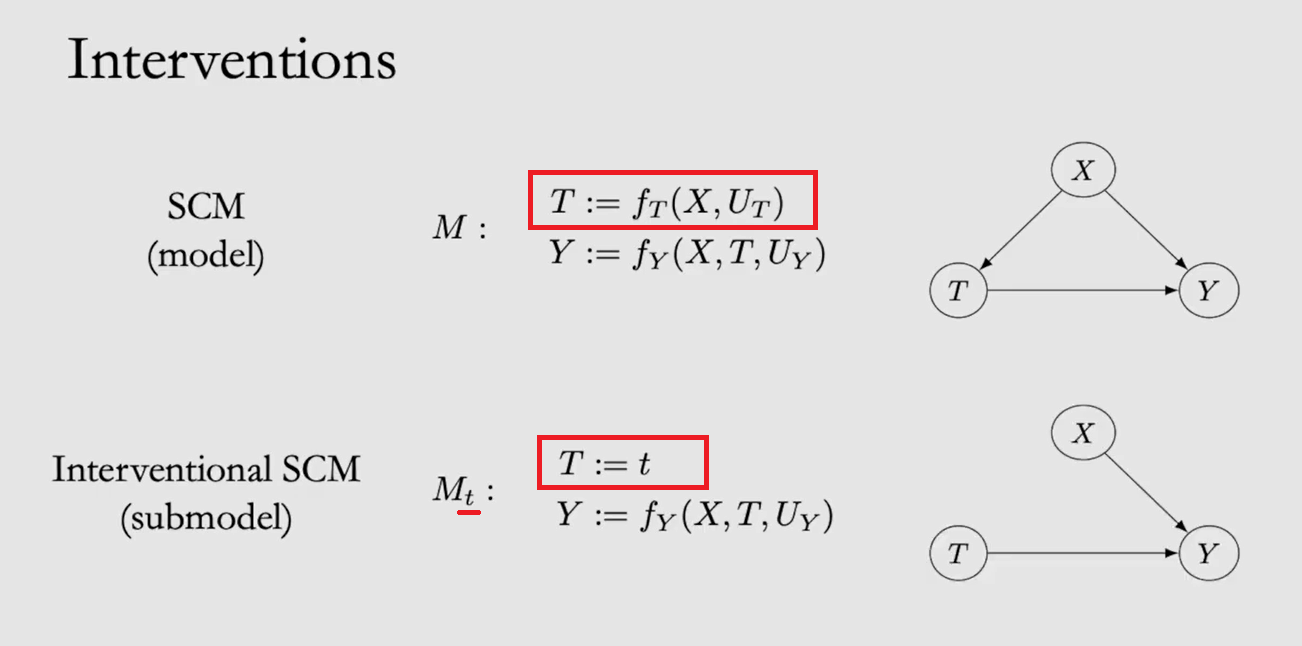 Interventions
SCM
(model)
M :
T := f_T(X, U_T)
Y := f_Y(X, T, U_Y)
X
T
Y
Interventional SCM
(submodel)
M_t :
T := t
Y := f_Y(X, T, U_Y)
X
T
Y